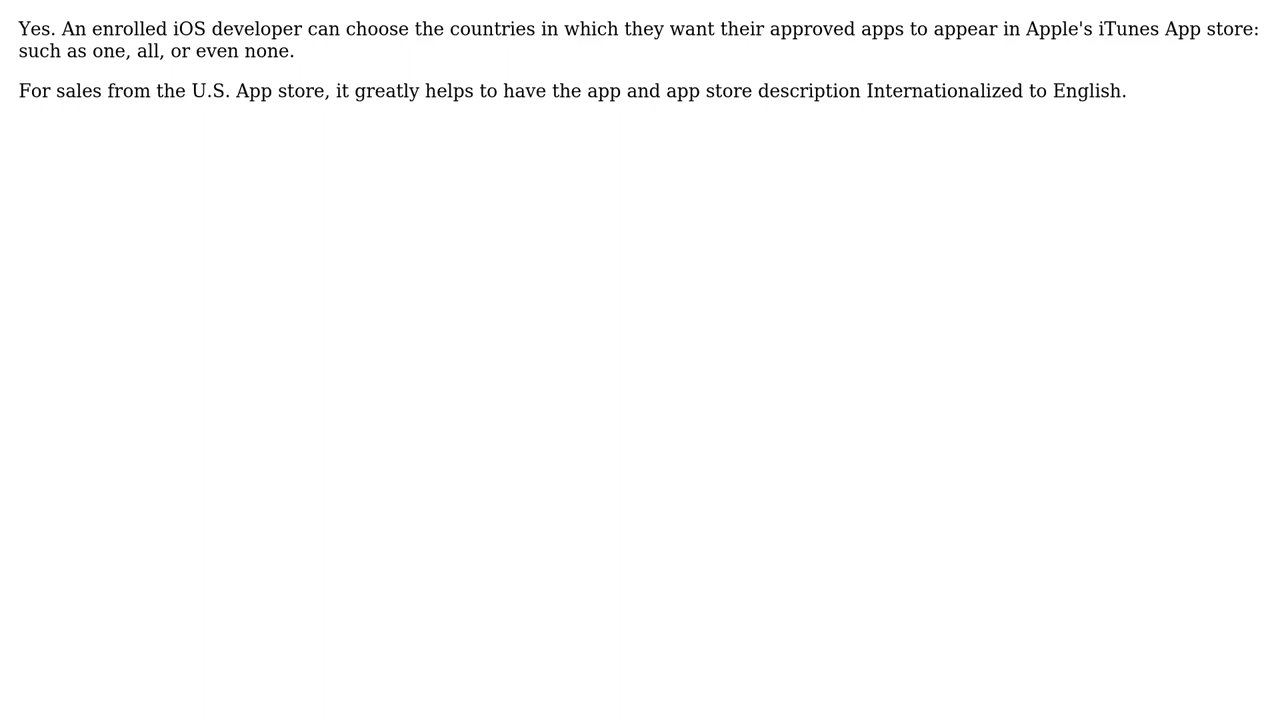 Yes. An enrolled iOS developer can choose the countries in which they want their approved apps to appear in Apple's iTunes App store:
such as one, all, or even none.
For sales from the U.S. App store, it greatly helps to have the app and app store description Internationalized to English.